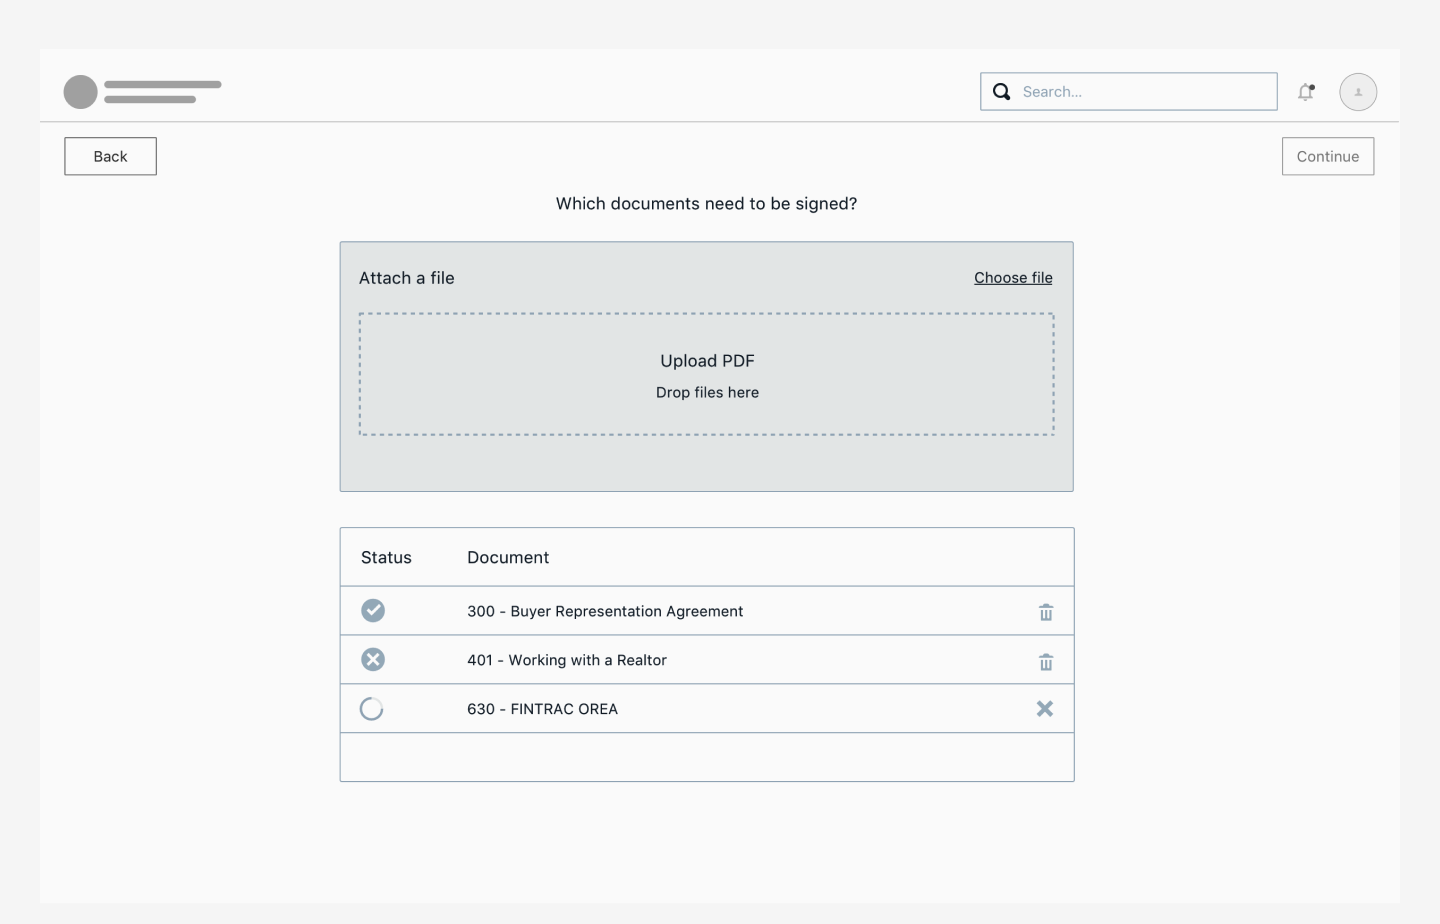 Search...
Back
Continue
Which documents need to be signed?
Attach a file
Choose file
Upload PDF
Drop files here
Status Document
300 - Buyer Representation Agreement
401 - Working with a Realtor
630 - FINTRAC OREA